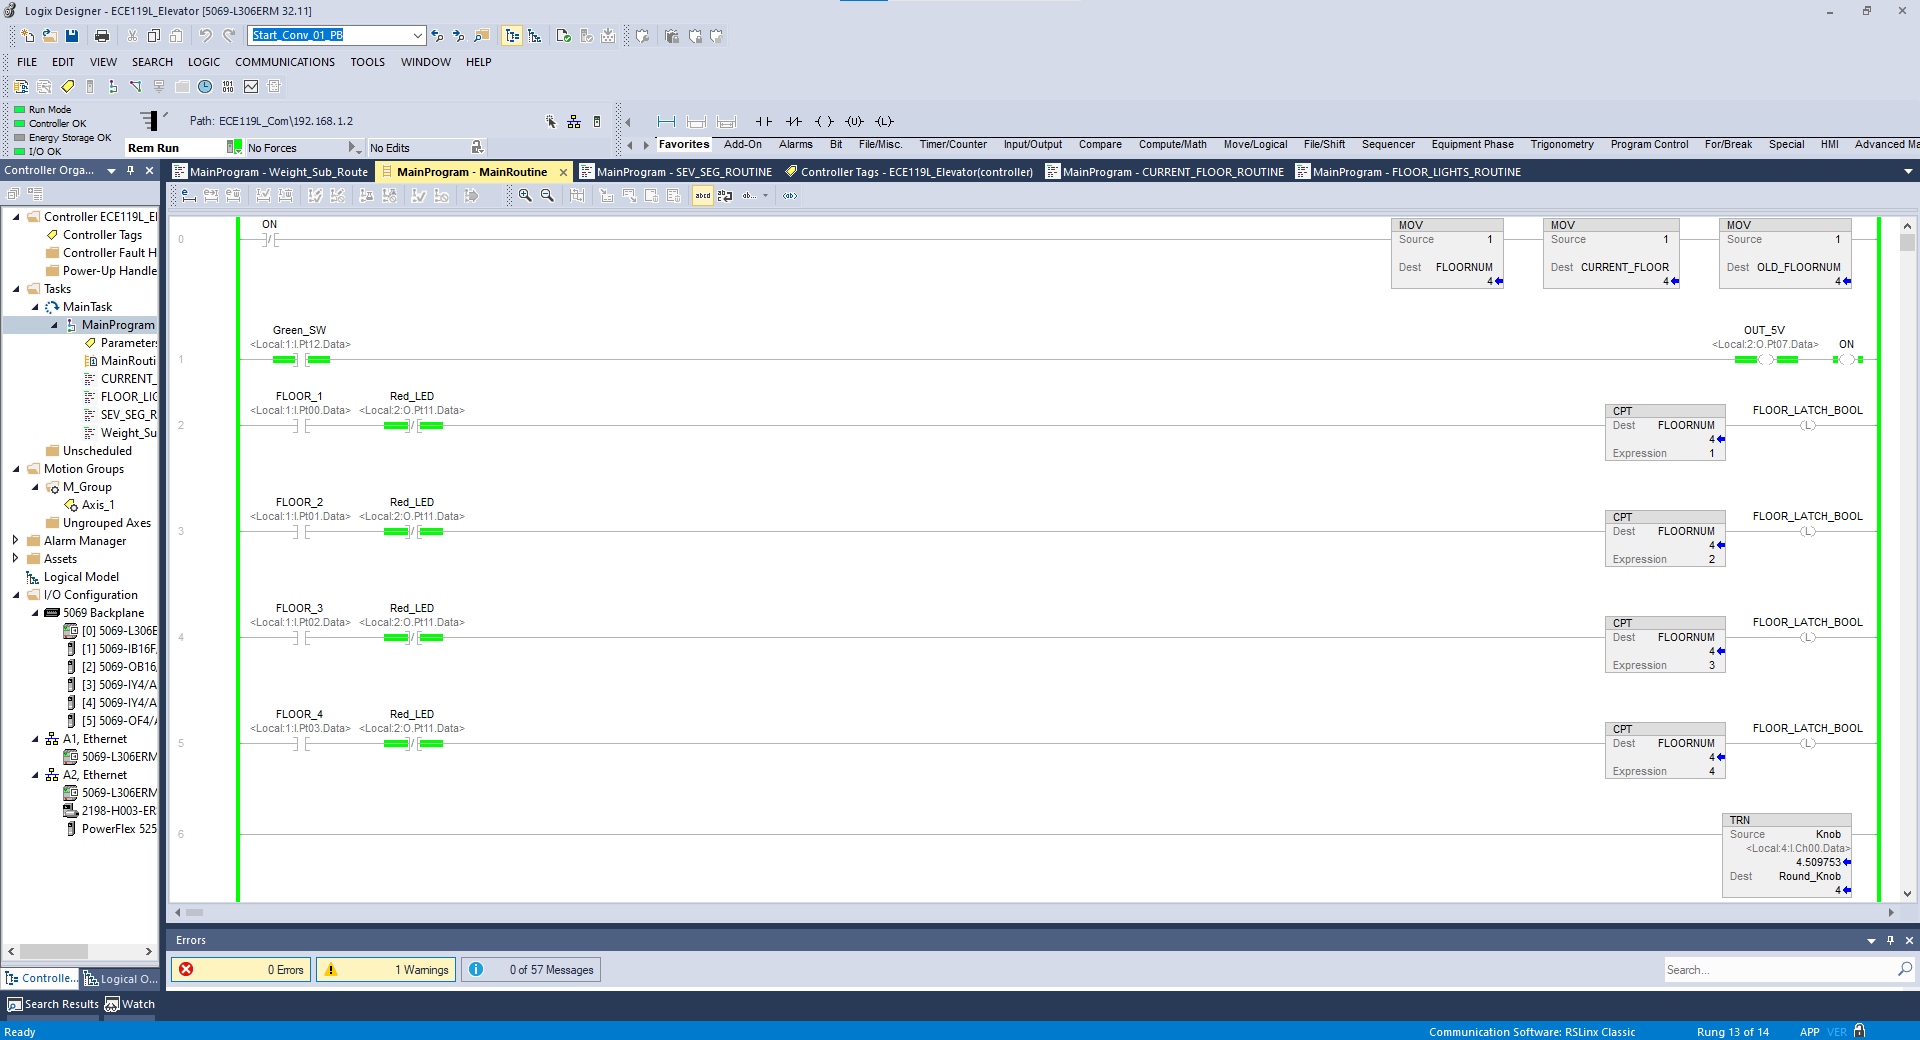 Logix Designer - ECE119L_Elevator [5069-L306ERM 32.11]
Start_Conv_01_PB
FILE EDIT VIEW SEARCH LOGIC COMMUNICATIONS TOOLS WINDOW HELP
Run Mode
Controller OK
Energy Storage OK
I/O OK
Path: ECE119L_Com\192.168.1.2
Rem Run No Forces No Edits
Favorites Add-On Alarms Bit File/Misc. Timer/Counter Input/Output Compare Compute/Math Move/Logical File/Shift Sequencer Equipment Phase Trigonometry Program Control For/Break Special HMI Advanced Ma
Controller Orga...
MainProgram - Weight_Sub_Route MainProgram - MainRoutine MainProgram - SEV_SEG_ROUTINE Controller Tags - ECE119L_Elevator(controller) MainProgram - CURRENT_FLOOR_ROUTINE MainProgram - FLOOR_LIGHTS_ROUTINE
Controller ECE119L_El
Controller Tags
Controller Fault H
Power-Up Handle
Tasks
MainTask
MainProgram
Parameters
MainRouti
CURRENT_
FLOOR_LIG
SEV_SEG_R
Weight_Su
Unscheduled
Motion Groups
M_Group
Axis_1
Ungrouped Axes
Alarm Manager
Assets
Logical Model
I/O Configuration
5069 Backplane
[0] 5069-L306E
[1] 5069-IB16F,
[2] 5069-OB16,
[3] 5069-IY4/A
[4] 5069-IY4/A
[5] 5069-OF4/A
A1, Ethernet
5069-L306ERM
A2, Ethernet
5069-L306ERM
2198-H003-ER
PowerFlex 525
0
ON
MOV
Source 1
Dest FLOORNUM
4
MOV
Source 1
Dest CURRENT_FLOOR
4
MOV
Source 1
Dest OLD_FLOORNUM
4
1
Green_SW
<Local:1:I.Pt12.Data>
OUT_5V
<Local:2:O.Pt07.Data>
ON
2
FLOOR_1
<Local:1:I.Pt00.Data>
Red_LED
<Local:2:O.Pt11.Data>
CPT
Dest FLOORNUM
4
Expression 1
FLOOR_LATCH_BOOL
L
3
FLOOR_2
<Local:1:I.Pt01.Data>
Red_LED
<Local:2:O.Pt11.Data>
CPT
Dest FLOORNUM
4
Expression 2
FLOOR_LATCH_BOOL
L
4
FLOOR_3
<Local:1:I.Pt02.Data>
Red_LED
<Local:2:O.Pt11.Data>
CPT
Dest FLOORNUM
4
Expression 3
FLOOR_LATCH_BOOL
L
5
FLOOR_4
<Local:1:I.Pt03.Data>
Red_LED
<Local:2:O.Pt11.Data>
CPT
Dest FLOORNUM
4
Expression 4
FLOOR_LATCH_BOOL
L
6
TRN
Source Knob
<Local:4:I.Ch00.Data>
4.509753
Dest Round_Knob
4
Controlle... Logical O...
Errors
0 Errors 1 Warnings 0 of 57 Messages
Search...
Search Results Watch
Ready
Communication Software: RSLinx Classic Rung 13 of 14 APP VER